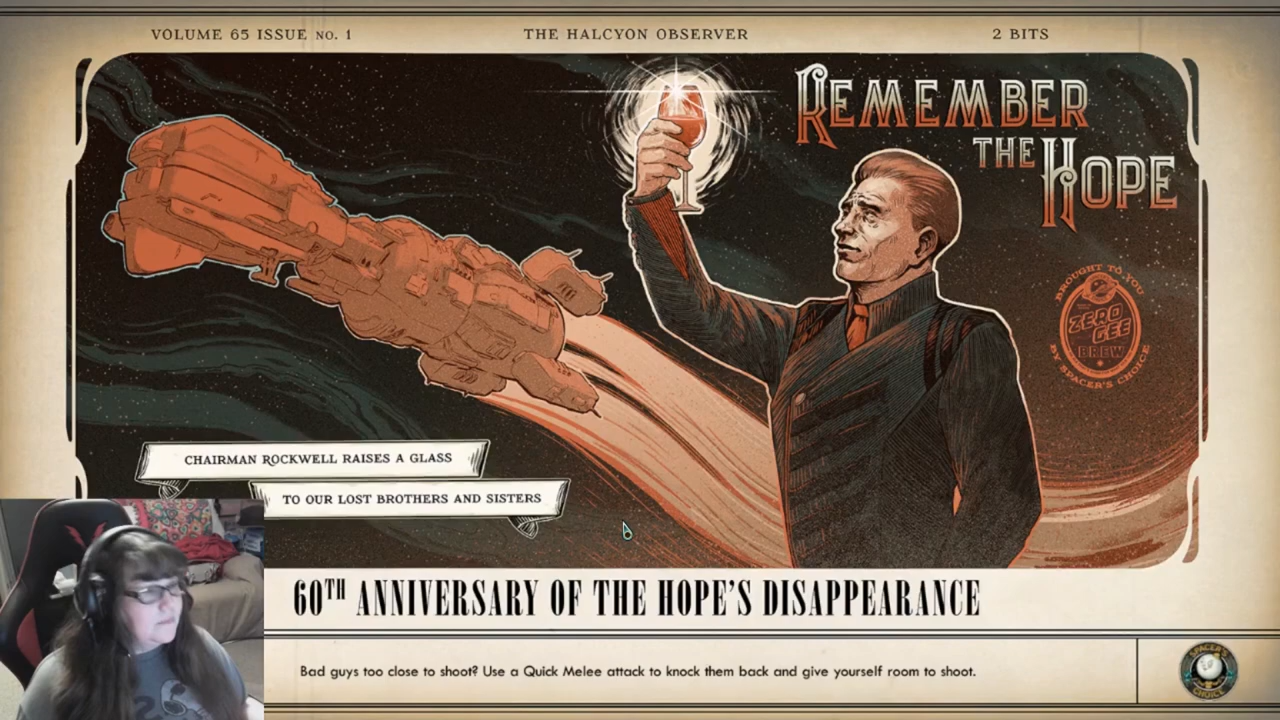 VOLUME 65 ISSUE NO. 1
THE HALCYON OBSERVER
2 BITS
REMEMBER
THE HOPE
BROUGHT TO YOU
ZERO
GEE
BREW
BY SPACER'S CHOICE
CHAIRMAN ROCKWELL RAISES A GLASS
TO OUR LOST BROTHERS AND SISTERS
60TH ANNIVERSARY OF THE HOPE'S DISAPPEARANCE
Bad guys too close to shoot? Use a Quick Melee attack to knock them back and give yourself room to shoot.
SPACER'S
CHOICE